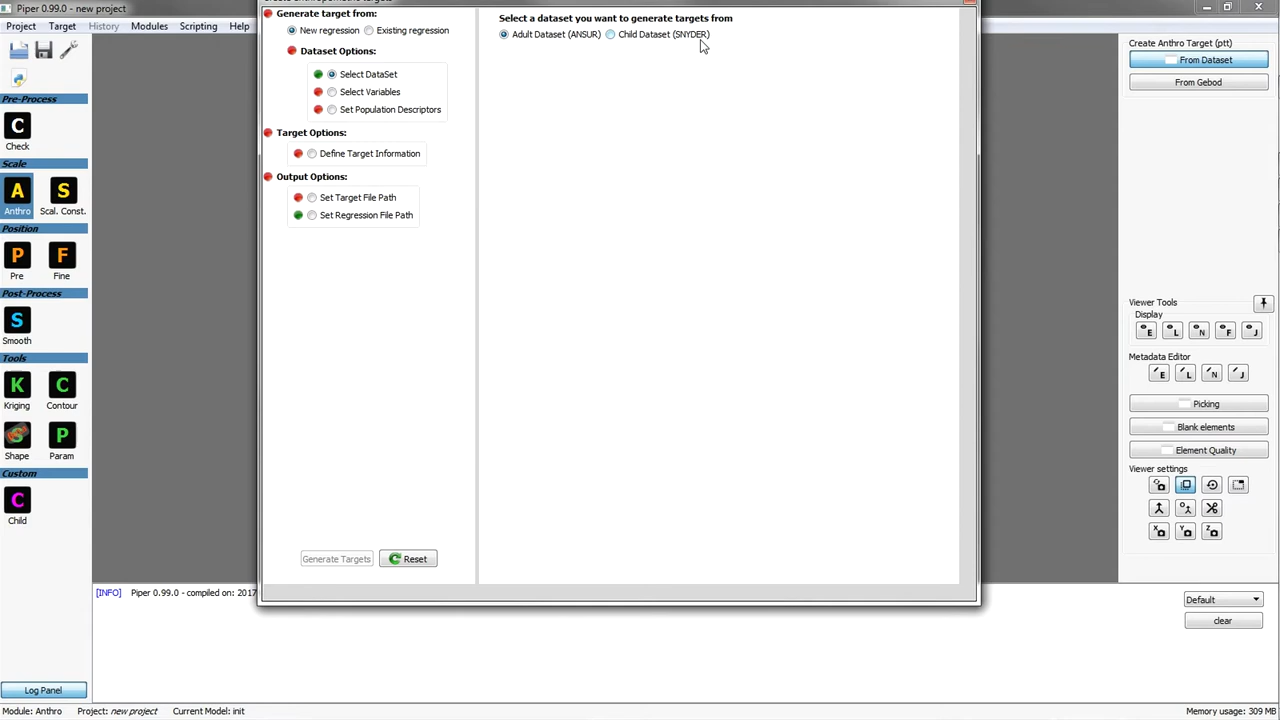 Piper 0.99.0 - new project
Project Target History Modules Scripting Help
Pre-Process
C
Check
Scale
A S
Anthro Scal. Const.
Position
P F
Pre Fine
Post-Process
S
Smooth
Tools
K C
Kriging Contour
S P
Shape Param
Custom
C
Child
Generate target from:
New regression Existing regression
Dataset Options:
Select DataSet
Select Variables
Set Population Descriptors
Target Options:
Define Target Information
Output Options:
Set Target File Path
Set Regression File Path
Generate Targets Reset
Select a dataset you want to generate targets from
Adult Dataset (ANSUR) Child Dataset (SNYDER)
Create Anthro Target (ptt)
From Dataset
From Gebod
Viewer Tools
Display
E L N F J
Metadata Editor
E L N J
Picking
Blank elements
Element Quality
Viewer settings
X Y Z
[INFO] Piper 0.99.0 - compiled on: 2017
Default
clear
Log Panel
Module: Anthro Project: new project Current Model: init Memory usage: 309 MB